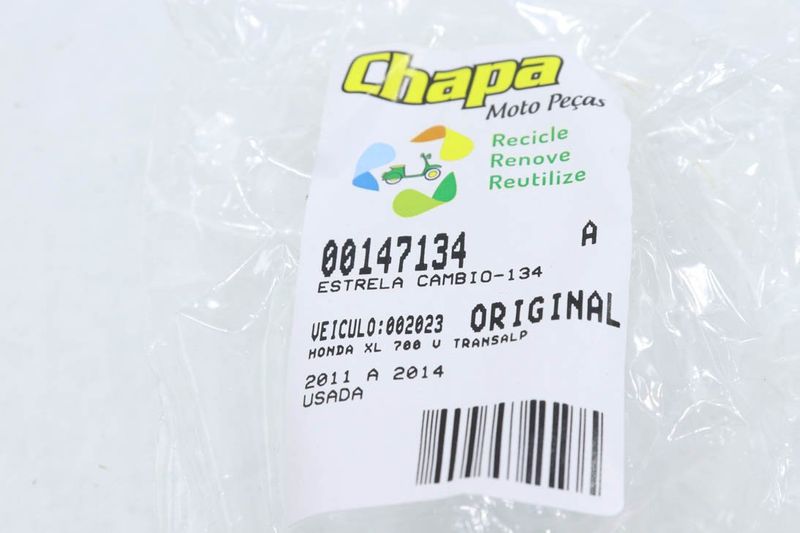 Chapa
Moto Peças
Recicle
Renove
Reutilize
00147134 A
ESTRELA CAMBIO-134
VEICULO:002023 ORIGINAL
HONDA XL 700 V TRANSALP
2011 A 2014
USADA